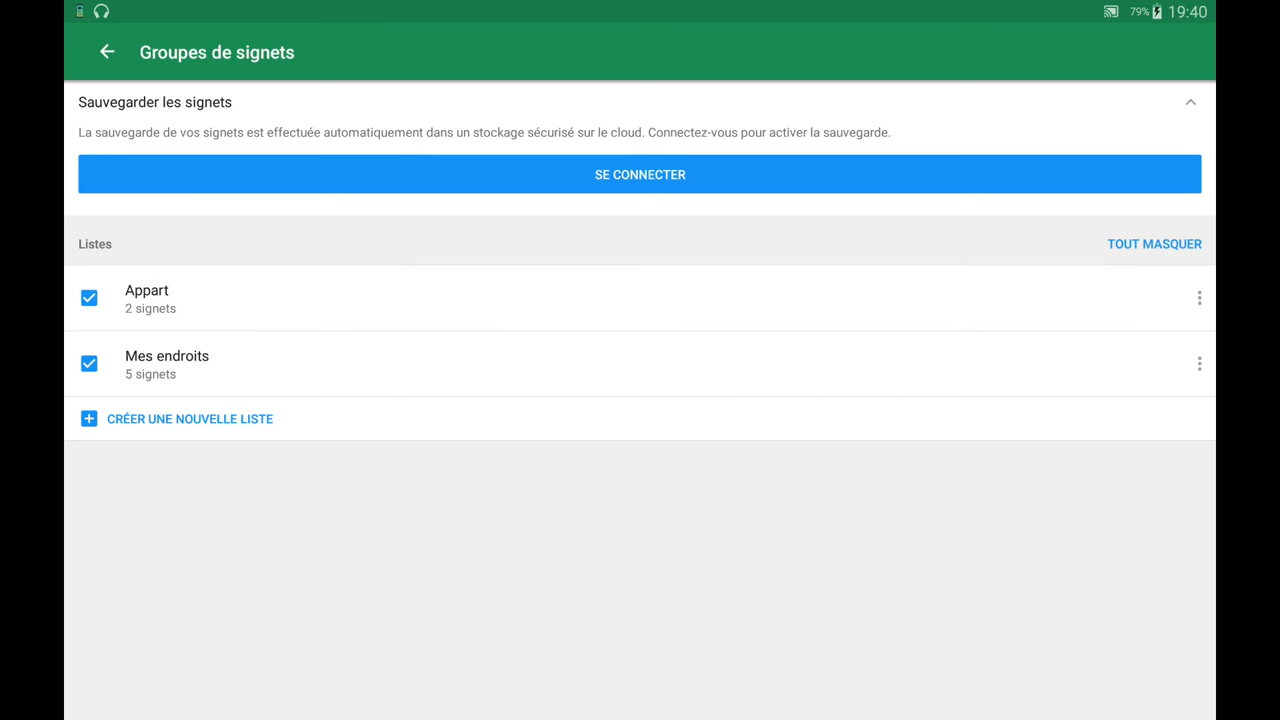 79% 19:40
Groupes de signets
Sauvegarder les signets
La sauvegarde de vos signets est effectuée automatiquement dans un stockage sécurisé sur le cloud. Connectez-vous pour activer la sauvegarde.
SE CONNECTER
Listes TOUT MASQUER
Appart
2 signets
Mes endroits
5 signets
CRÉER UNE NOUVELLE LISTE